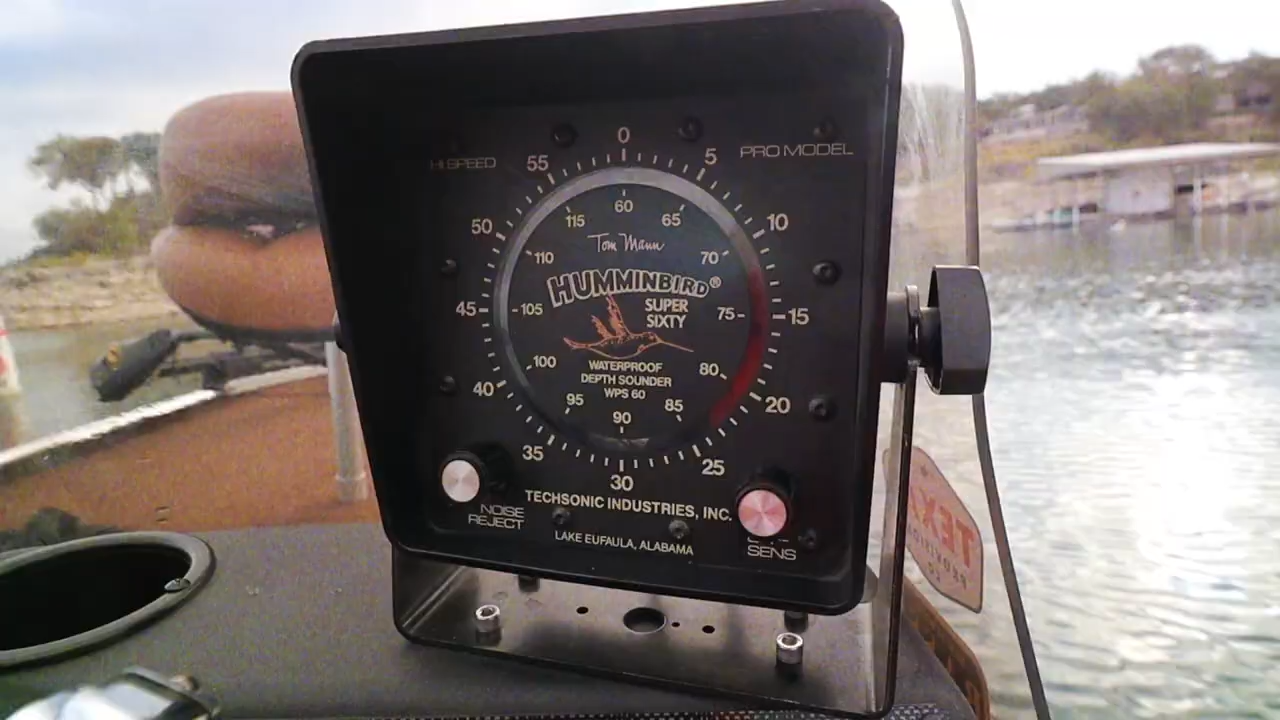 HI SPEED
PRO MODEL
0
5
10
15
20
25
30
35
40
45
50
55
60
65
70
75
80
85
90
95
100
105
110
115
Tom Mann
HUMMINBIRD®
SUPER
SIXTY
WATERPROOF
DEPTH SOUNDER
WPS 60
TECHSONIC INDUSTRIES, INC.
LAKE EUFAULA, ALABAMA
NOISE
REJECT
SENS
TEX